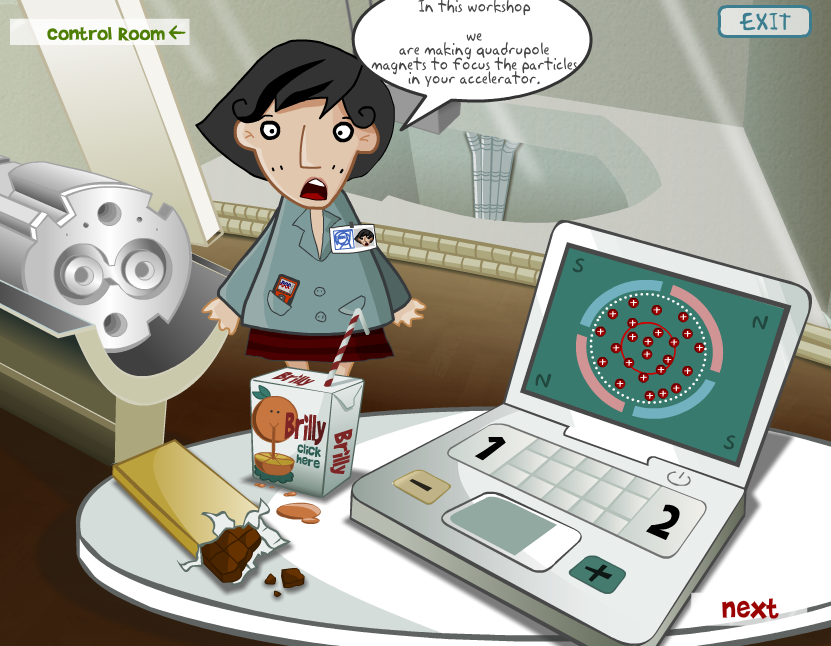 Control Room←
In this workshop
we
are making quadrupole
magnets to focus the particles
in your accelerator.
EXIT
S
N
N
S
Brilly
Brilly
click
here
Brilly
1
2
-
+
next